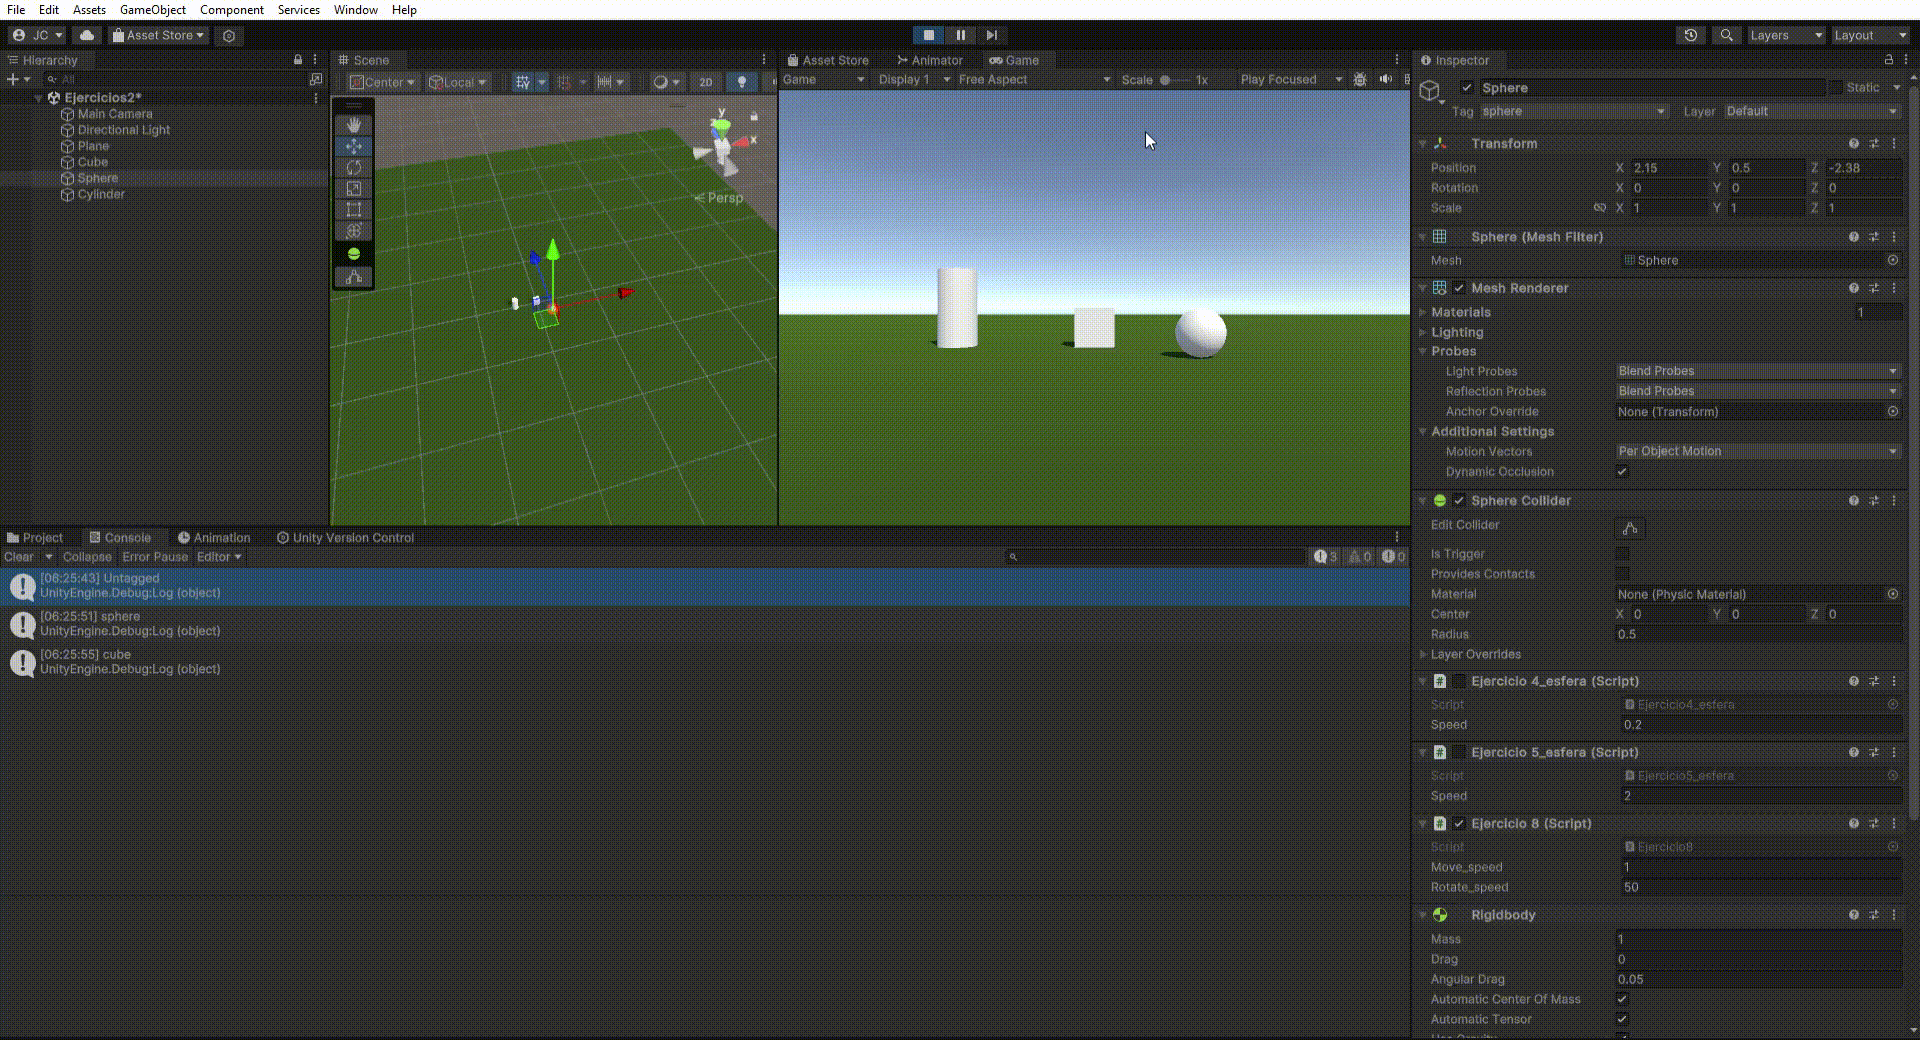 File Edit Assets GameObject Component Services Window Help
JC Asset Store Layers Layout
Hierarchy
All
Ejercicios2*
Main Camera
Directional Light
Plane
Cube
Sphere
Cylinder
Scene
Center Local 2D
y
x
z
Persp
Asset Store Animator Game
Game Display 1 Free Aspect Scale 1x Play Focused
Inspector
Sphere Static
Tag sphere Layer Default
Transform
Position X 2.15 Y 0.5 Z -2.38
Rotation X 0 Y 0 Z 0
Scale X 1 Y 1 Z 1
Sphere (Mesh Filter)
Mesh Sphere
Mesh Renderer
Materials 1
Lighting
Probes
Light Probes Blend Probes
Reflection Probes Blend Probes
Anchor Override None (Transform)
Additional Settings
Motion Vectors Per Object Motion
Dynamic Occlusion
Sphere Collider
Edit Collider
Is Trigger
Provides Contacts
Material None (Physic Material)
Center X 0 Y 0 Z 0
Radius 0.5
Layer Overrides
# Ejercicio 4_esfera (Script)
Script Ejercicio4_esfera
Speed 0.2
# Ejercicio 5_esfera (Script)
Script Ejercicio5_esfera
Speed 2
# Ejercicio 8 (Script)
Script Ejercicio8
Move_speed 1
Rotate_speed 50
Rigidbody
Mass 1
Drag 0
Angular Drag 0.05
Automatic Center Of Mass
Automatic Tensor
Use Gravity
Project Console Animation Unity Version Control
Clear Collapse Error Pause Editor 3 0 0
[06:25:43] Untagged
UnityEngine.Debug:Log (object)
[06:25:51] sphere
UnityEngine.Debug:Log (object)
[06:25:55] cube
UnityEngine.Debug:Log (object)